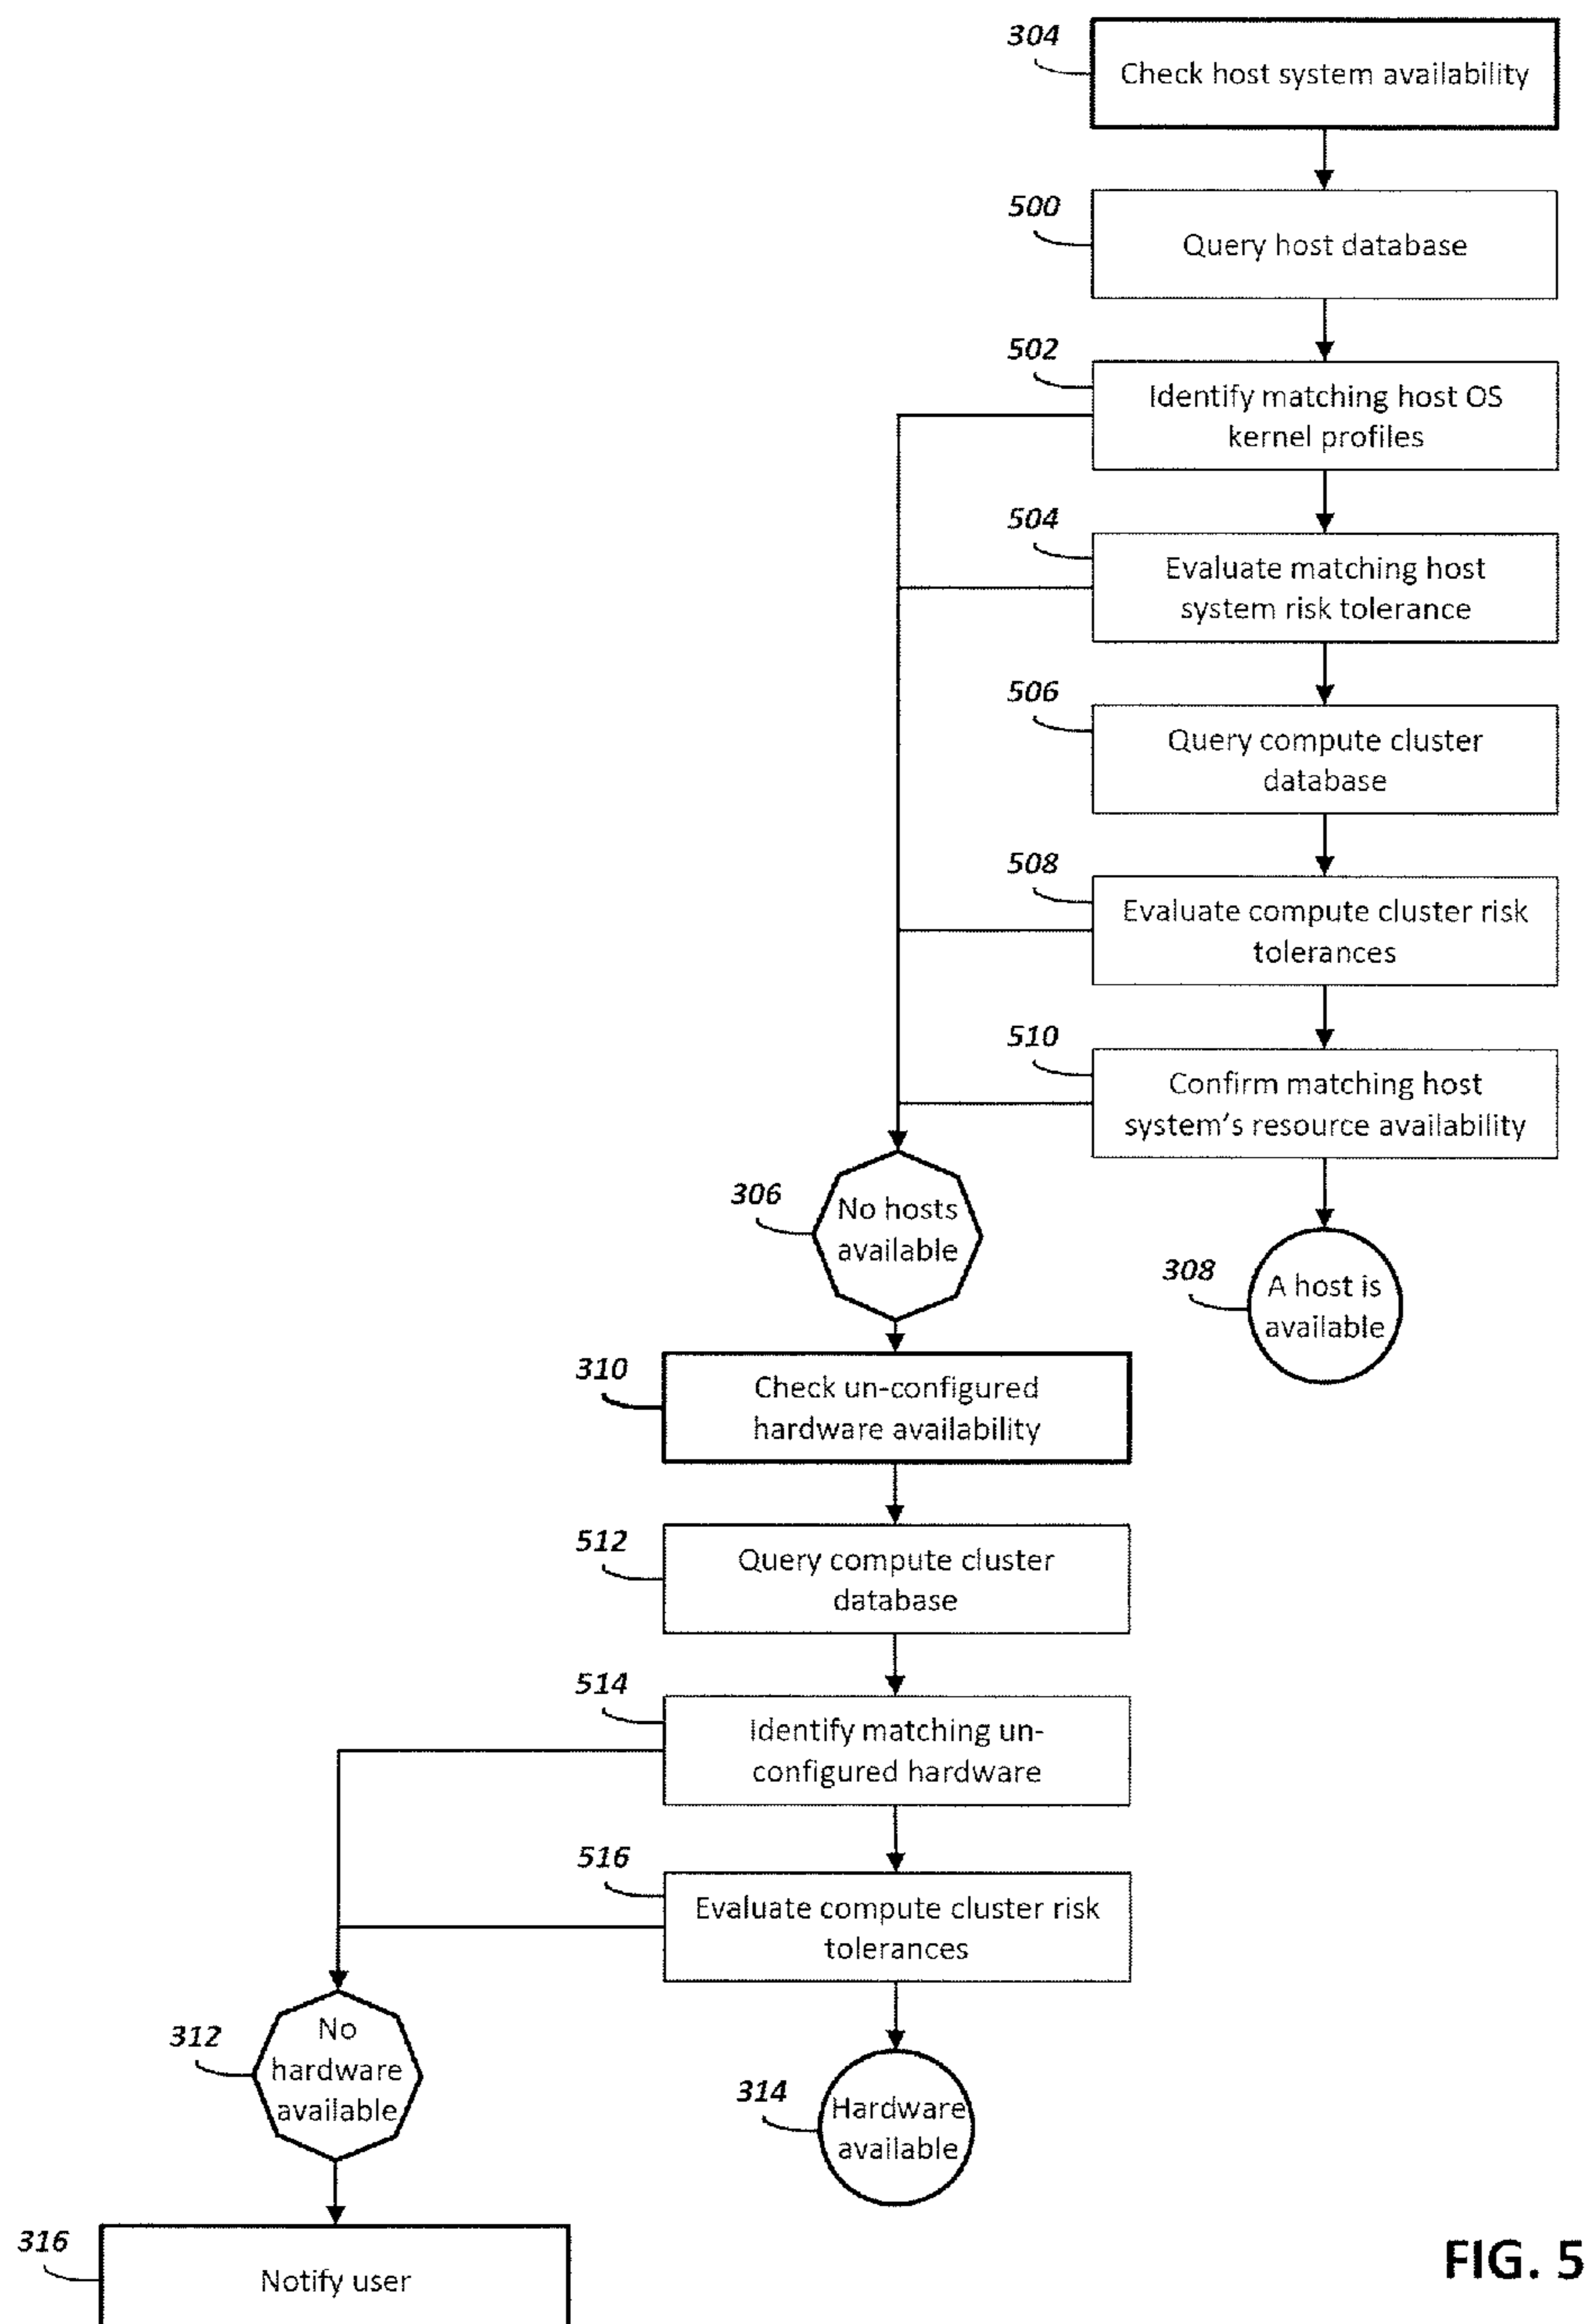 304
Check host system availability
500
Query host database
502
Identify matching host OS
kernel profiles
504
Evaluate matching host
system risk tolerance
506
Query compute cluster
database
508
Evaluate compute cluster risk
tolerances
510
Confirm matching host
system's resource availability
306
No hosts
available
308
A host is
available
310
Check un-configured
hardware availability
512
Query compute cluster
database
514
Identify matching un-
configured hardware
516
Evaluate compute cluster risk
tolerances
312
No
hardware
available
314
Hardware
available
316
Notify user
FIG. 5